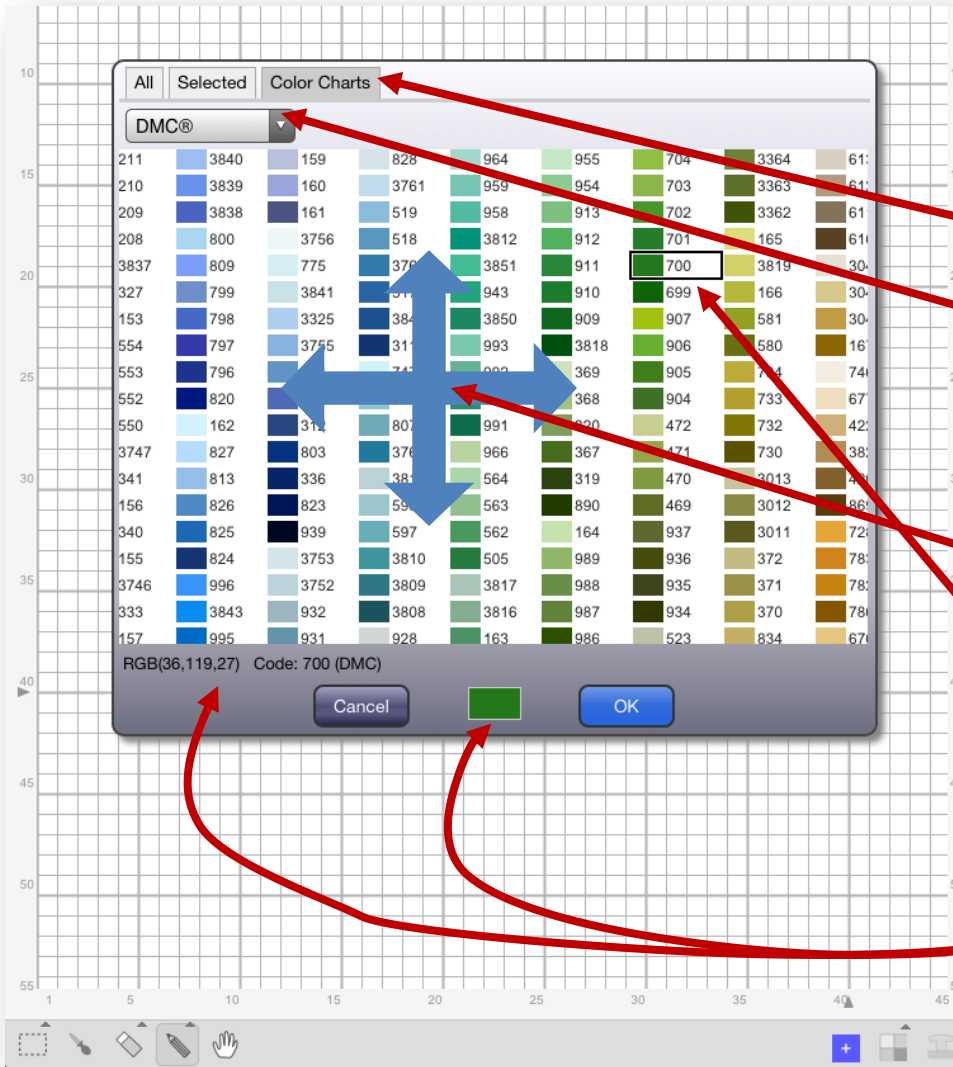 All Selected Color Charts
DMC®
10
211 3840 159 828 964 955 704 3364
15
210 3839 160 3761 959 954 703 3363
209 3838 161 519 958 913 702 3362
208 800 3756 518 3812 912 701 165
20
3837 809 775 3851 911 700 3819
327 799 3841 943 910 699 166
153 798 3325 3850 909 907 581
554 797 3755 993 3818 906 580
25
553 796 369 905
552 820 368 904 733
550 162 991 472 732
3747 827 803 966 367 471 730
30
341 813 336 564 319 470 3013
156 826 823 563 890 469 3012
340 825 939 597 562 164 937 3011
155 824 3753 3810 505 989 936 372
35
3746 996 3752 3809 3817 988 935 371
333 3843 932 3808 3816 987 934 370
157 995 931 928 163 986 523 834
RGB(36,119,27) Code: 700 (DMC)
40
Cancel OK
45
50
55
1 5 10 15 20 25 30 35 40 45
+